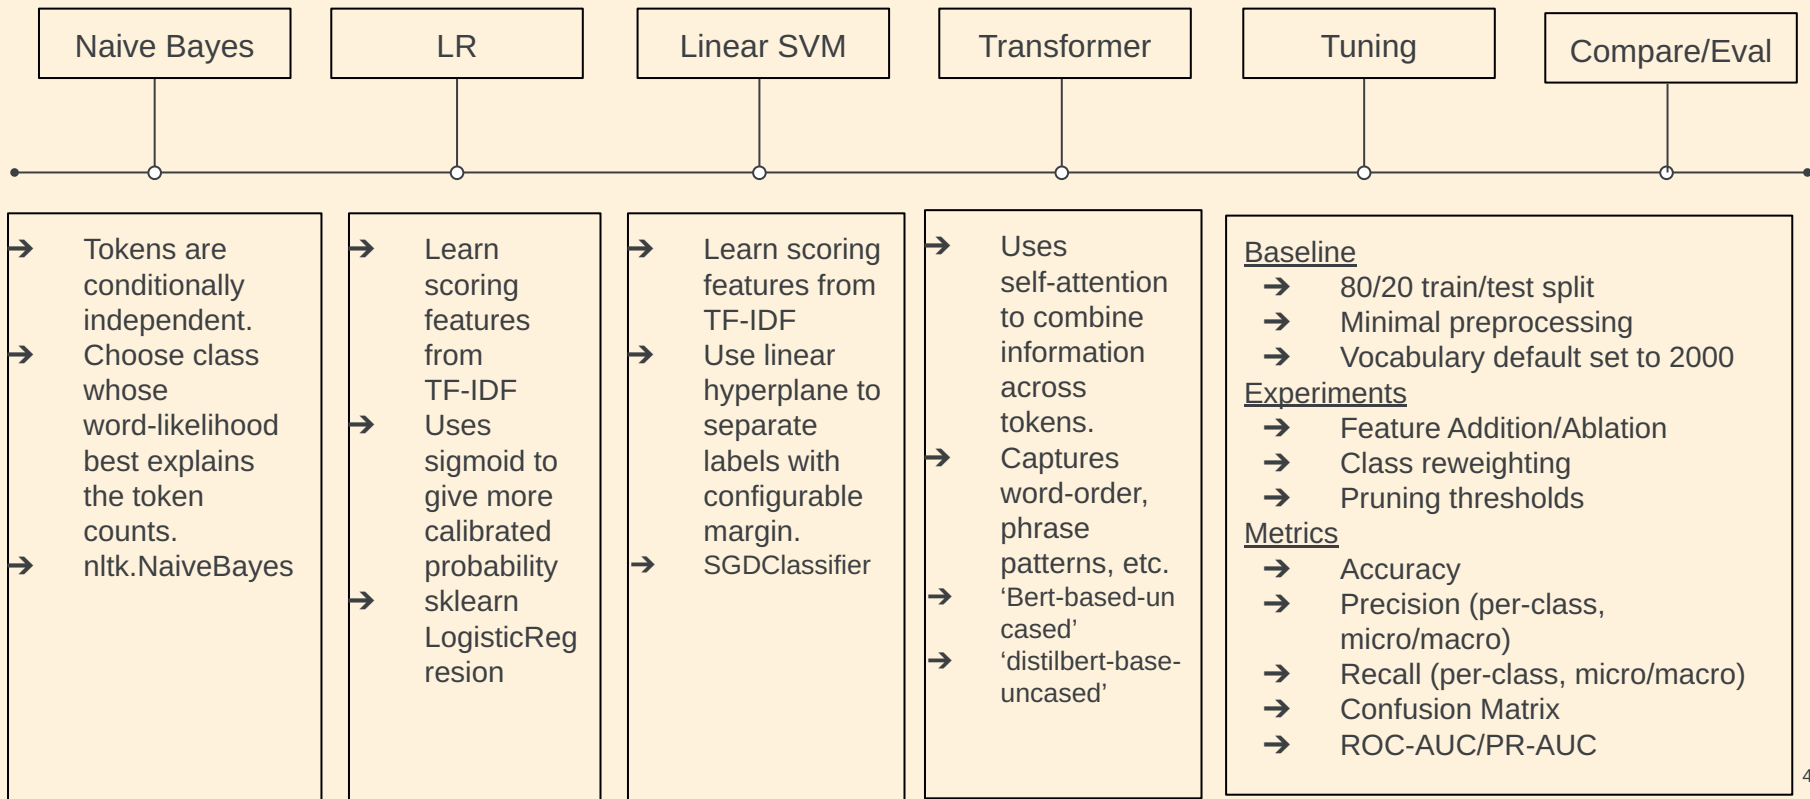 Naive Bayes
LR
Linear SVM
Transformer
Tuning
Compare/Eval
➔ Tokens are
conditionally
independent.
➔ Choose class
whose
word-likelihood
best explains
the token
counts.
➔ nltk.NaiveBayes
➔ Learn
scoring
features
from
TF-IDF
➔ Uses
sigmoid to
give more
calibrated
probability
➔ sklearn
LogisticReg
resion
➔ Learn scoring
features from
TF-IDF
➔ Use linear
hyperplane to
separate
labels with
configurable
margin.
➔ SGDClassifier
➔ Uses
self-attention
to combine
information
across
tokens.
➔ Captures
word-order,
phrase
patterns, etc.
➔ ‘Bert-based-un
cased’
➔ ‘distilbert-base-
uncased’
Baseline
➔ 80/20 train/test split
➔ Minimal preprocessing
➔ Vocabulary default set to 2000
Experiments
➔ Feature Addition/Ablation
➔ Class reweighting
➔ Pruning thresholds
Metrics
➔ Accuracy
➔ Precision (per-class,
micro/macro)
➔ Recall (per-class, micro/macro)
➔ Confusion Matrix
➔ ROC-AUC/PR-AUC
4